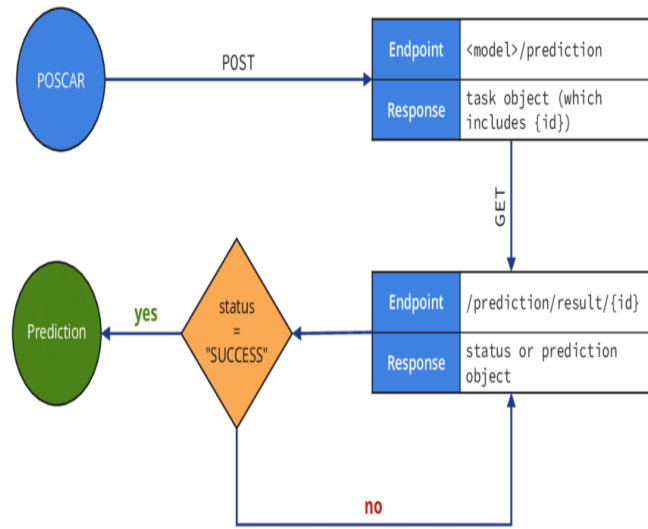 POSCAR
POST
Endpoint
<model>/prediction
Response
task object (which
includes {id})
GET
Endpoint
/prediction/result/{id}
Response
status or prediction
object
status
=
"SUCCESS"
yes
Prediction
no